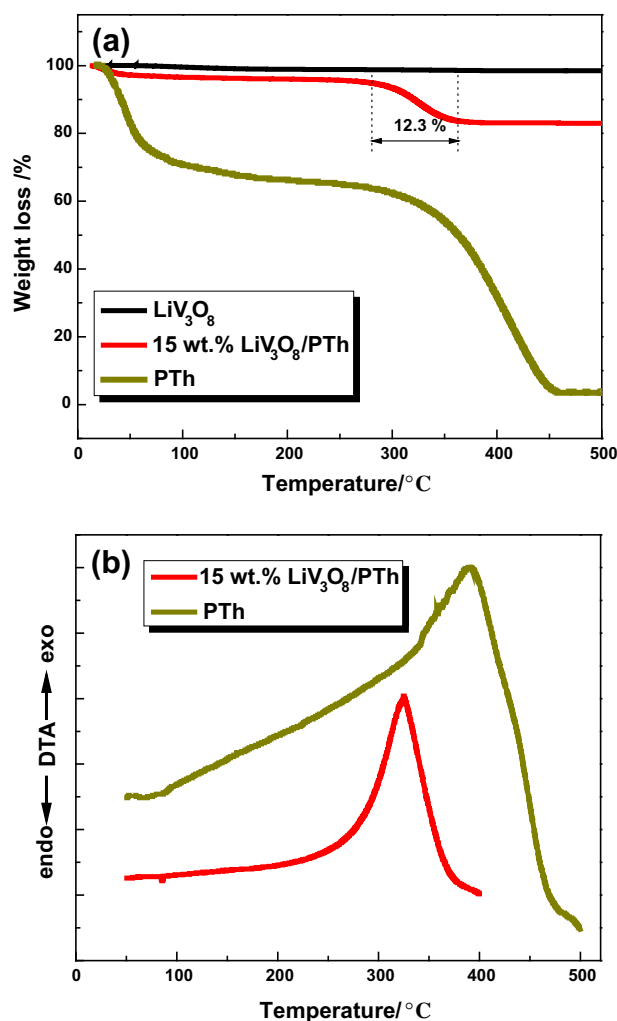 (a)
100
80
60
40
20
0
Weight loss /%
12.3 %
LiV₃O₈
15 wt.% LiV₃O₈/PTh
PTh
0 100 200 300 400 500
Temperature/°C
(b)
15 wt.% LiV₃O₈/PTh
PTh
endo← DTA →exo
0 100 200 300 400 500
Temperature/°C